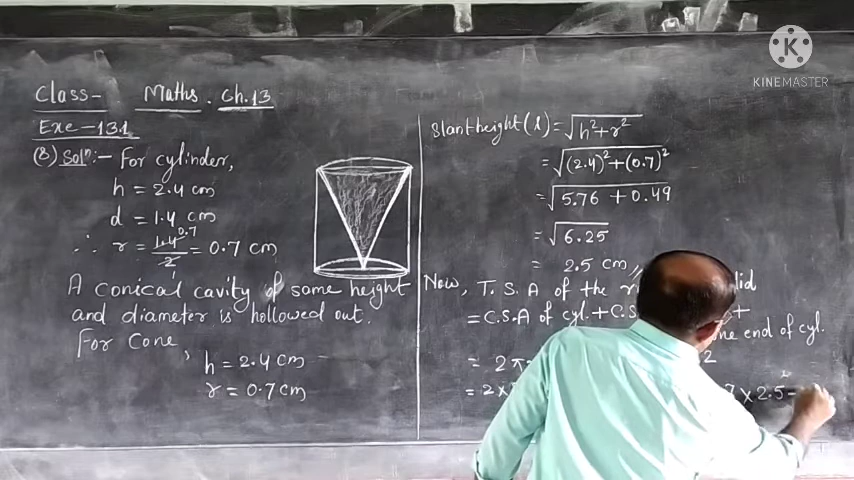 KINEMASTER
Class- Maths. Ch.13
Exe-13.1
(8) Solⁿ:- For cylinder,
h = 2.4 cm
d = 1.4 cm
∴ r = 1.4/2 = 0.7 cm
0.7
1
A conical cavity of same height
and diameter is hollowed out.
For Cone,
h = 2.4 cm
r = 0.7 cm
Slant height (l) = √h²+r²
= √(2.4)²+(0.7)²
= √5.76 + 0.49
= √6.25
= 2.5 cm,
Now, T.S.A of the
= C.S.A of cyl. + C.S +
end of cyl.
= 2π
= 2× × 2.5